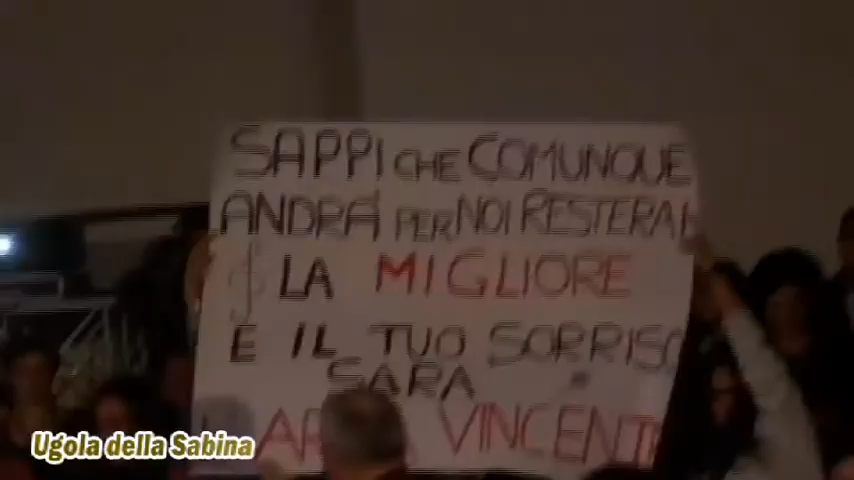 SAPPI CHE COMUNQUE
ANDRÀ PER NOI RESTERAI
LA MIGLIORE
E IL TUO SORRISO
SARÀ
VINCENTE
Ugola della Sabina